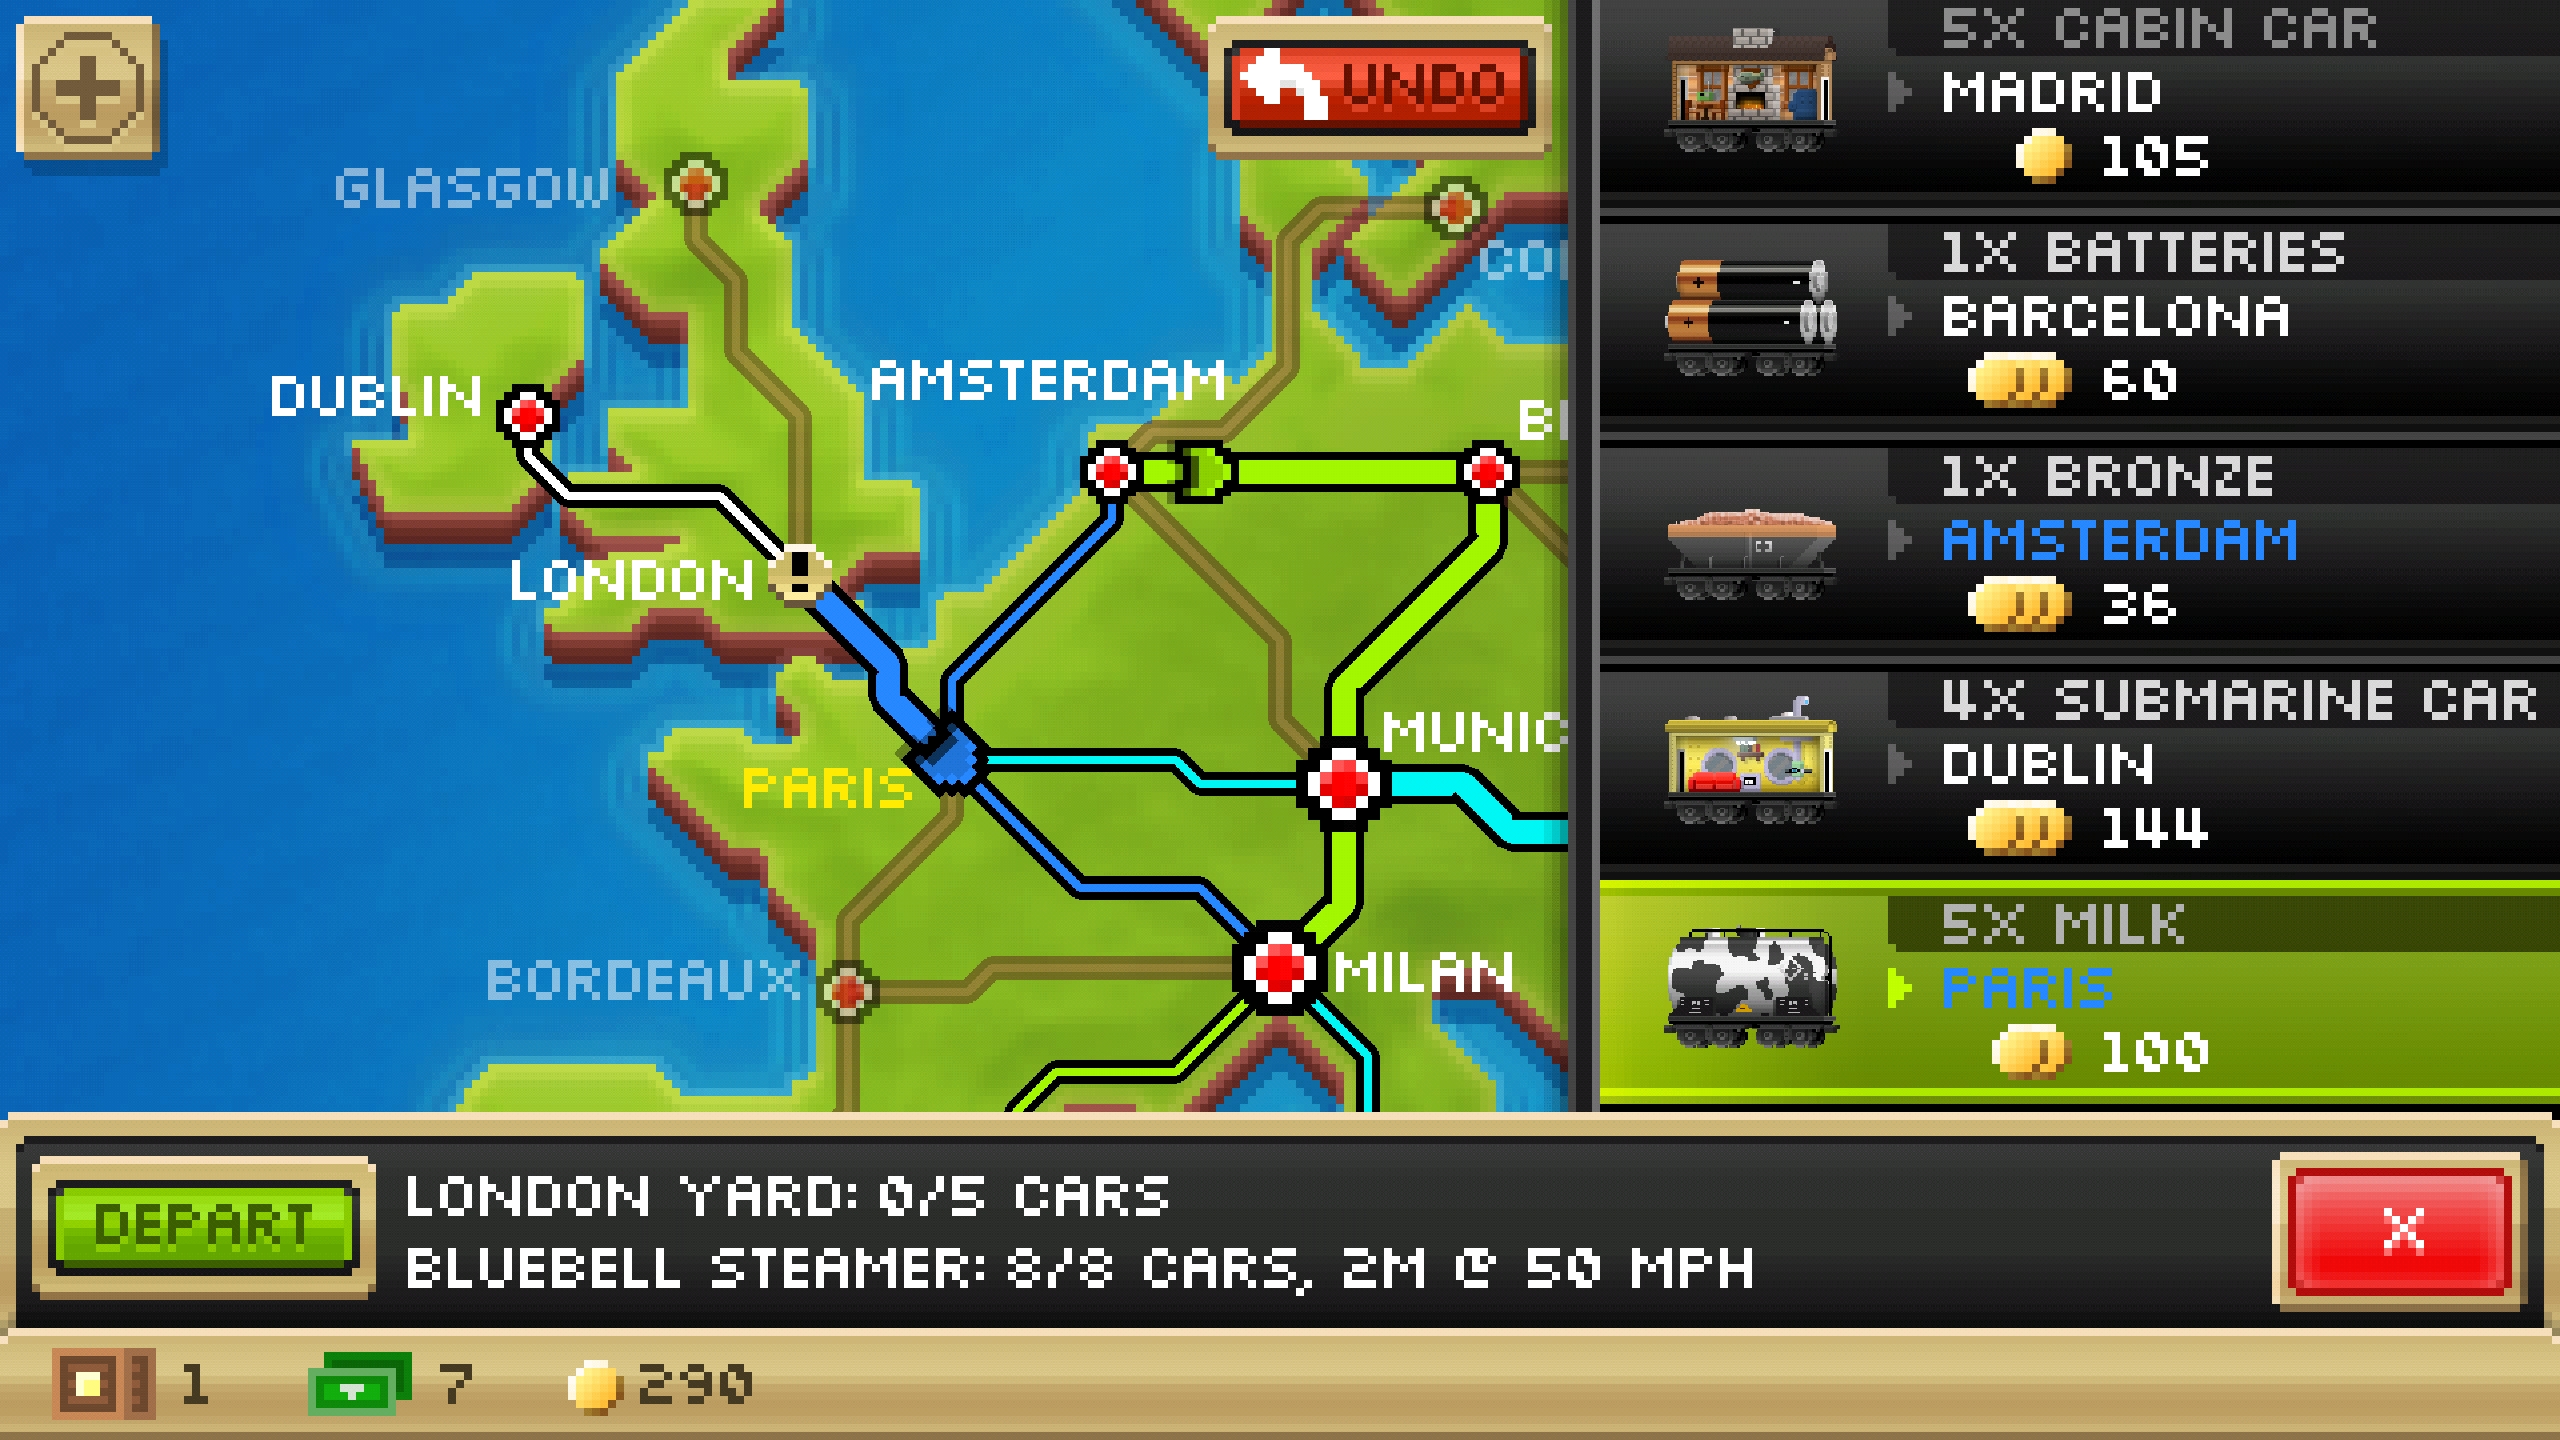 5X CABIN CAR
MADRID
105
UNDO
GLASGOW
1X BATTERIES
BARCELONA
60
DUBLIN
AMSTERDAM
1X BRONZE
AMSTERDAM
36
LONDON
!
4X SUBMARINE CAR
DUBLIN
144
MUNIC
PARIS
5X MILK
PARIS
100
BORDEAUX
MILAN
DEPART
LONDON YARD: 0/5 CARS
BLUEBELL STEAMER: 8/8 CARS, 2M @ 50 MPH
X
1
7
290